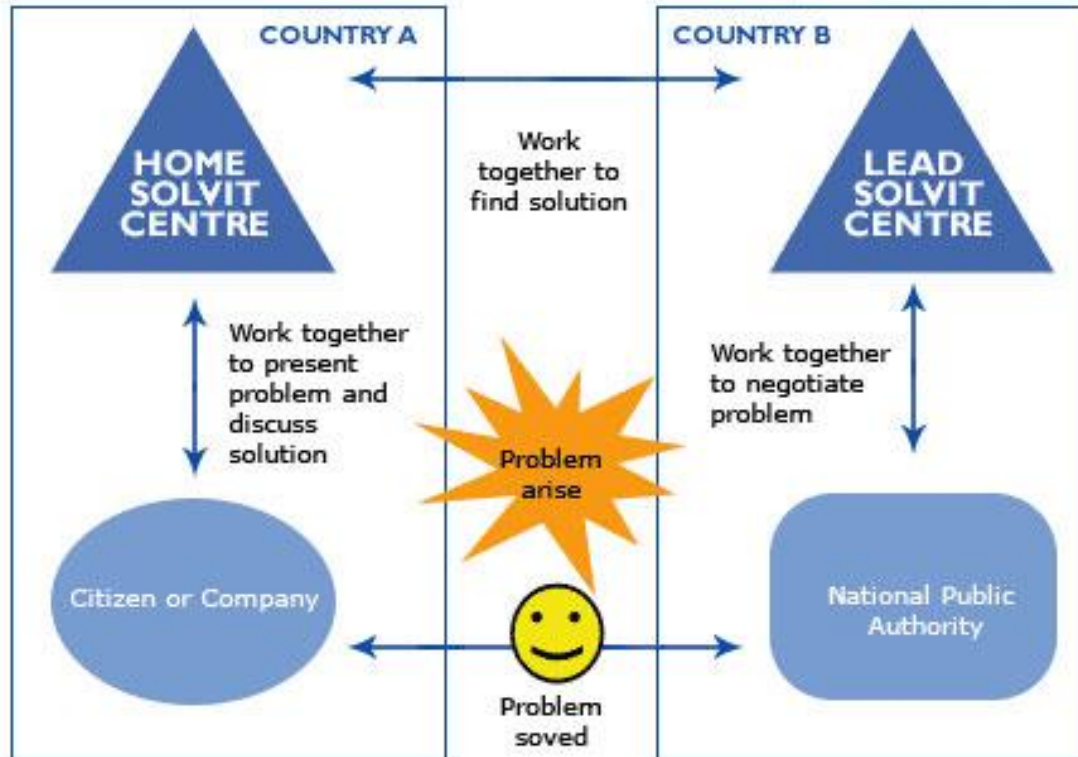 COUNTRY A
COUNTRY B
HOME
SOLVIT
CENTRE
Work
together to
find solution
LEAD
SOLVIT
CENTRE
Work together
to present
problem and
discuss
solution
Problem
arise
Work together
to negotiate
problem
Citizen or Company
National Public
Authority
Problem
soved